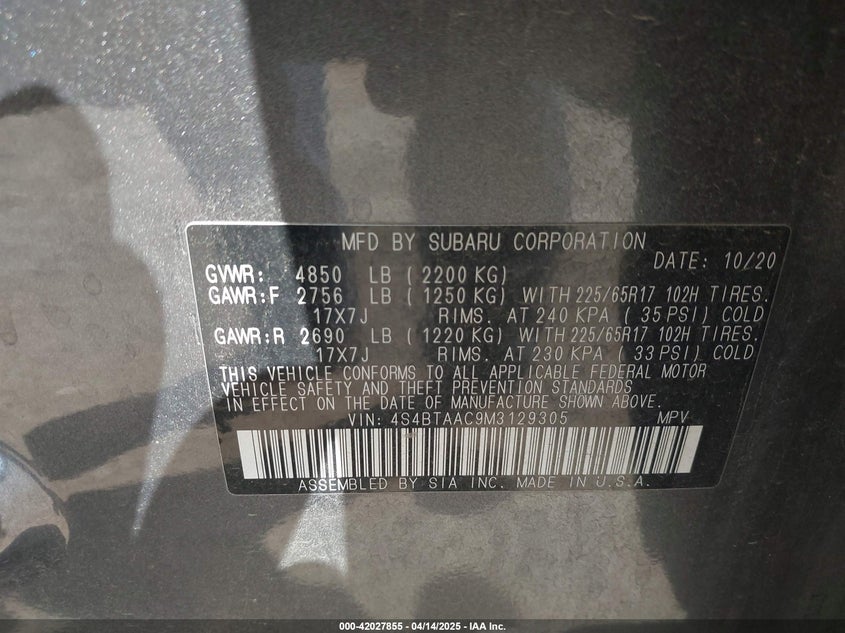 MFD BY SUBARU CORPORATION
DATE: 10/20
GVWR: 4850 LB (2200 KG)
GAWR:F 2756 LB (1250 KG) WITH 225/65R17 102H TIRES.
17X7J RIMS. AT 240 KPA (35 PSI) COLD
GAWR:R 2690 LB (1220 KG) WITH 225/65R17 102H TIRES.
17X7J RIMS. AT 230 KPA (33 PSI) COLD
THIS VEHICLE CONFORMS TO ALL APPLICABLE FEDERAL MOTOR
VEHICLE SAFETY AND THEFT PREVENTION STANDARDS
IN EFFECT ON THE DATE OF MANUFACTURE SHOWN ABOVE.
VIN: 4S4BTAAC9M3129305 MPV
ASSEMBLED BY SIA INC. MADE IN U.S.A.
000-42027855 - 04/14/2025 - IAA Inc.